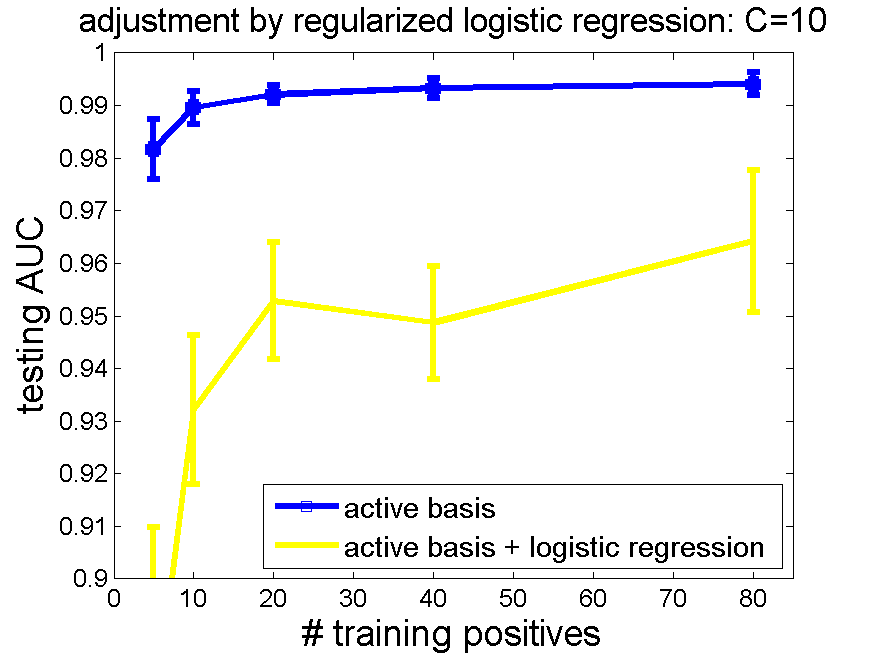 adjustment by regularized logistic regression: C=10
1
0.99
0.98
0.97
0.96
0.95
0.94
0.93
0.92
0.91
0.9
testing AUC
active basis
active basis + logistic regression
0 10 20 30 40 50 60 70 80
# training positives